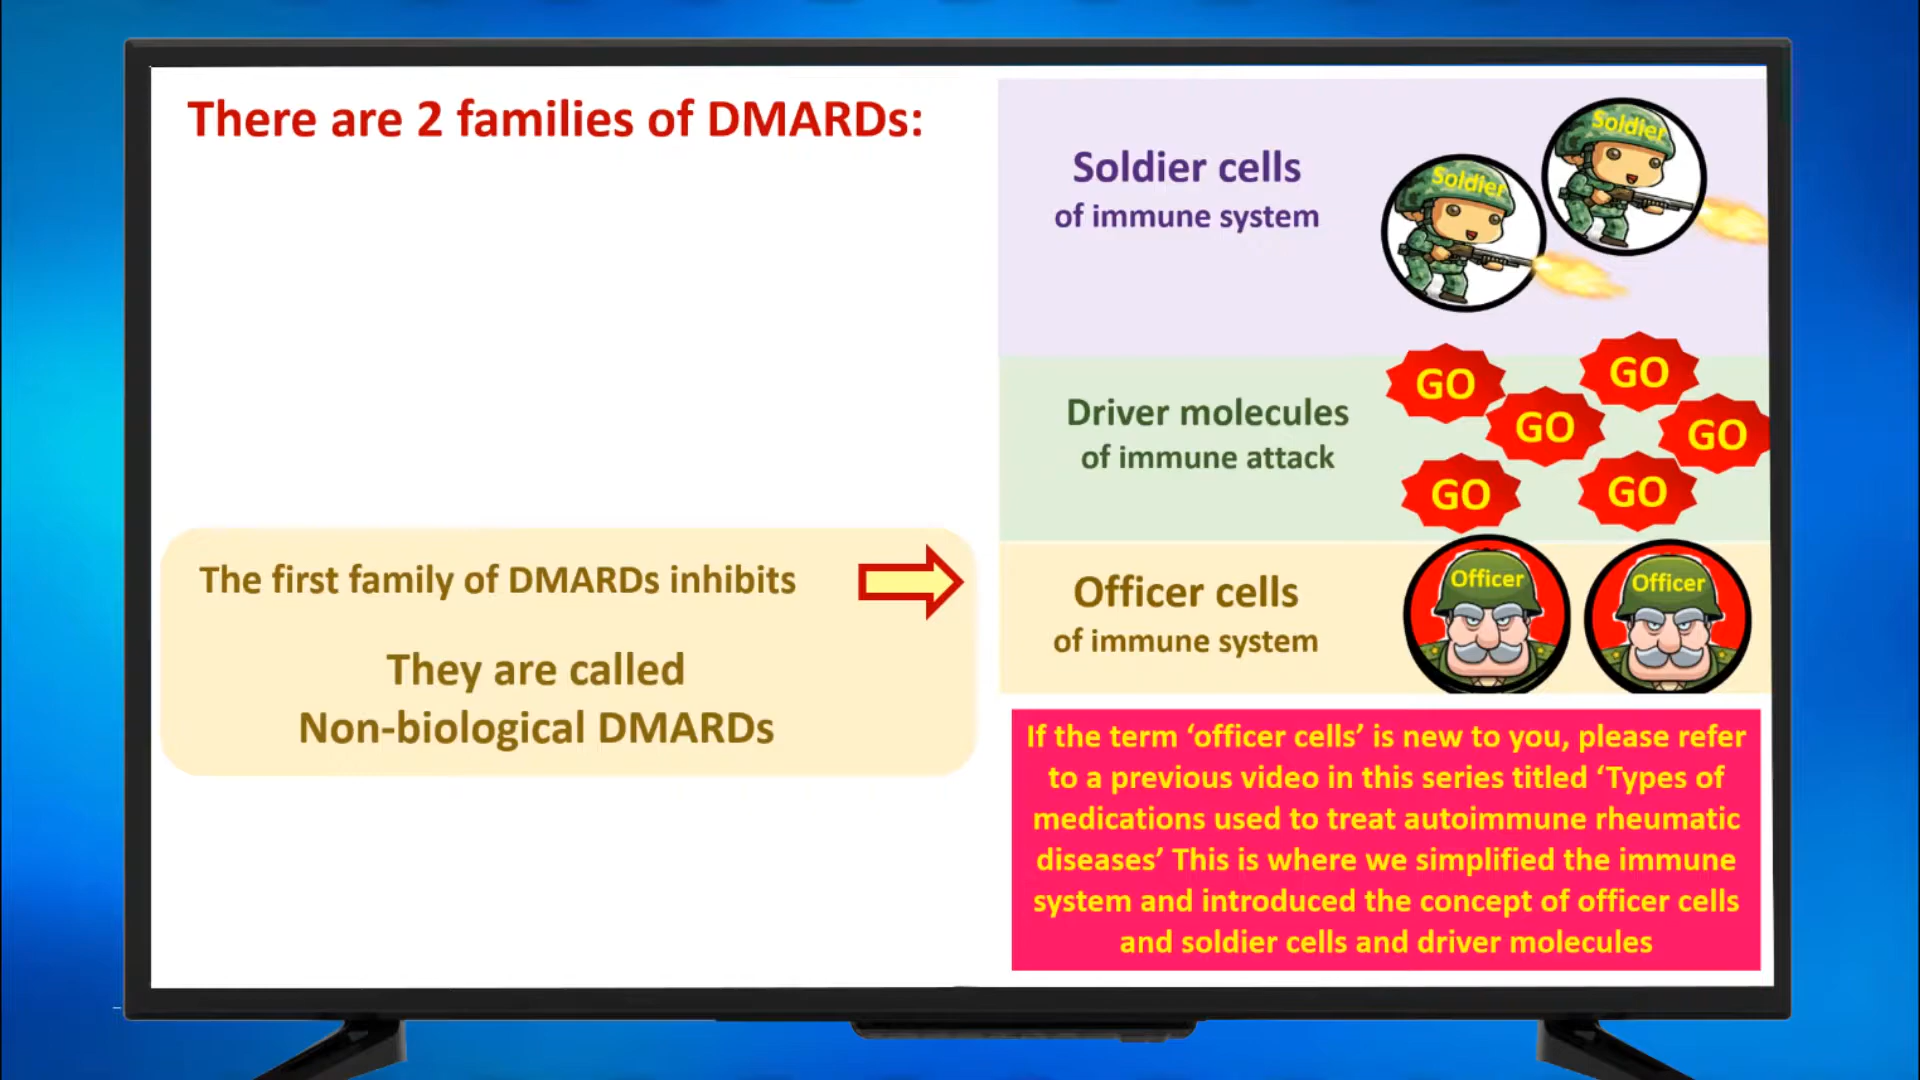 There are 2 families of DMARDs:
The first family of DMARDs inhibits
They are called
Non-biological DMARDs
Soldier cells
of immune system
Soldier
Soldier
Driver molecules
of immune attack
GO
GO
GO
GO
GO
GO
Officer cells
of immune system
Officer
Officer
If the term ‘officer cells’ is new to you, please refer
to a previous video in this series titled ‘Types of
medications used to treat autoimmune rheumatic
diseases’ This is where we simplified the immune
system and introduced the concept of officer cells
and soldier cells and driver molecules